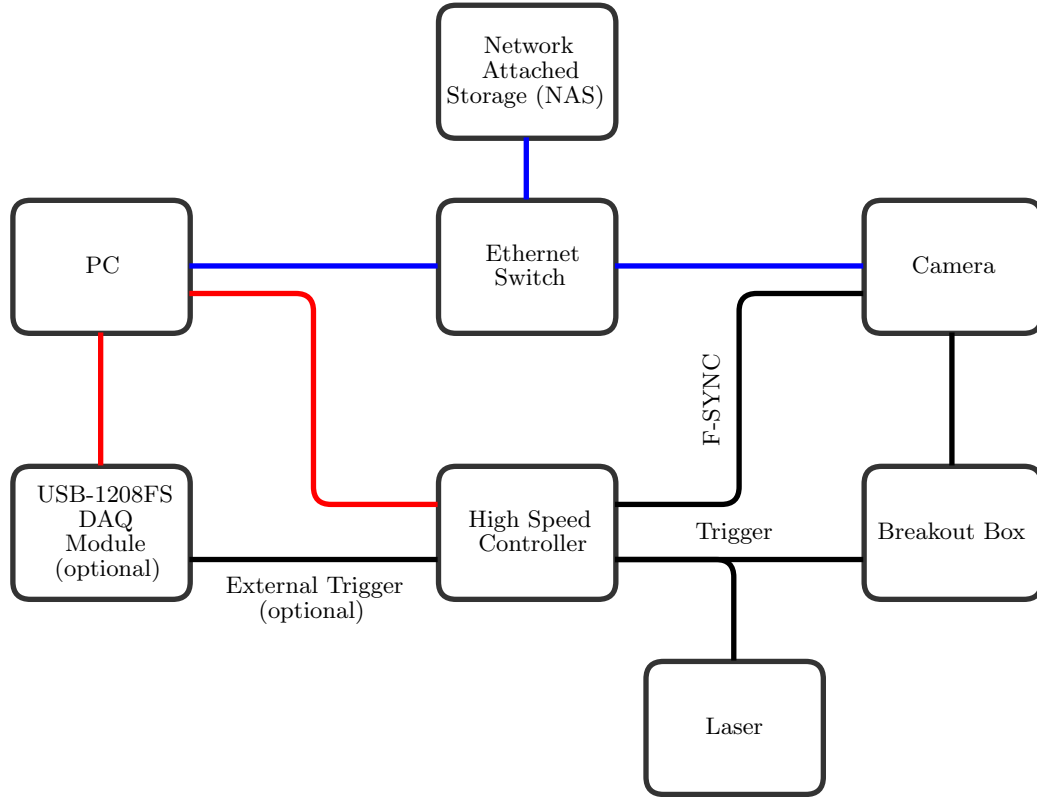 Network
Attached
Storage (NAS)
PC
Ethernet
Switch
Camera
F-SYNC
USB-1208FS
DAQ
Module
(optional)
High Speed
Controller
Trigger
Breakout Box
External Trigger
(optional)
Laser